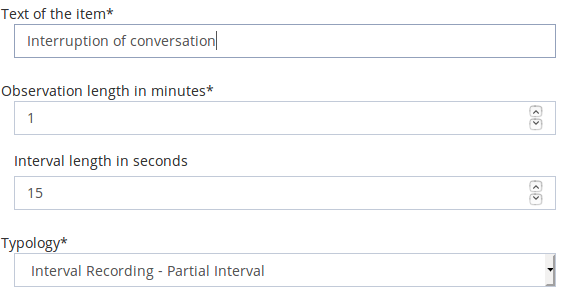 Text of the item*
Interruption of conversation
Observation length in minutes*
1
Interval length in seconds
15
Typology*
Interval Recording - Partial Interval